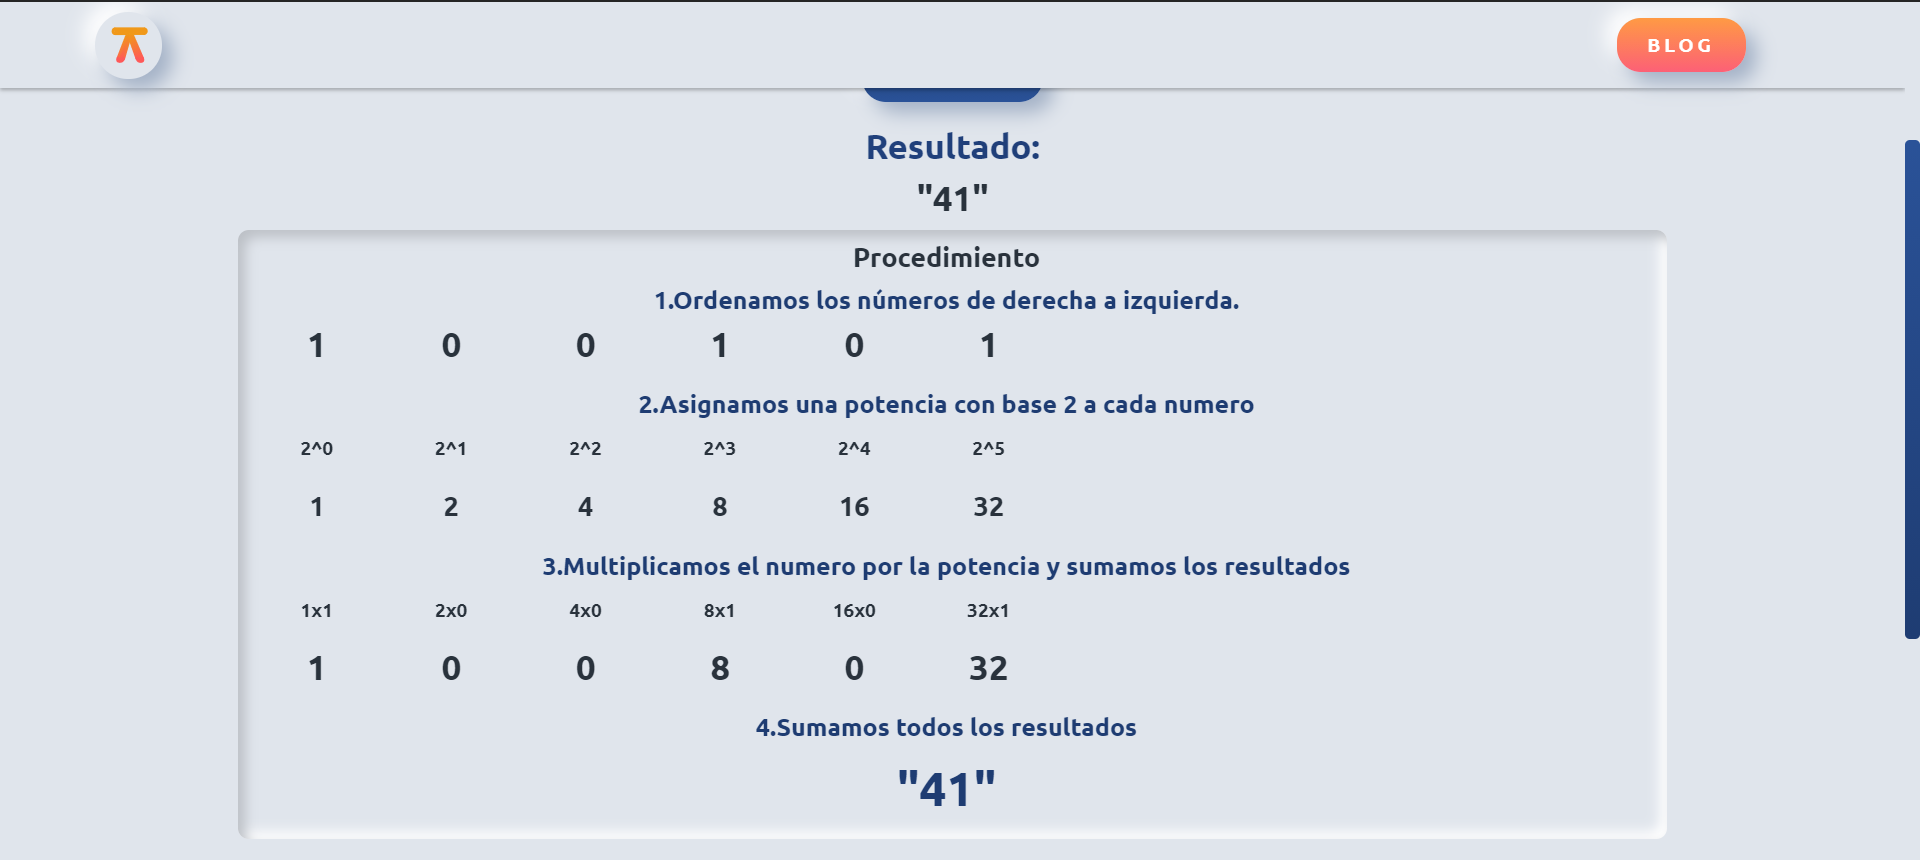 BLOG
Resultado:
"41"
Procedimiento
1.Ordenamos los números de derecha a izquierda.
1 0 0 1 0 1
2.Asignamos una potencia con base 2 a cada numero
2^0 2^1 2^2 2^3 2^4 2^5
1 2 4 8 16 32
3.Multiplicamos el numero por la potencia y sumamos los resultados
1x1 2x0 4x0 8x1 16x0 32x1
1 0 0 8 0 32
4.Sumamos todos los resultados
"41"